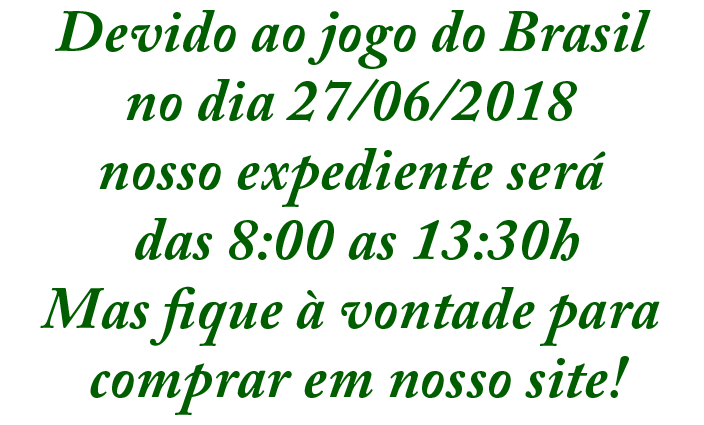 Devido ao jogo do Brasil
no dia 27/06/2018
nosso expediente será
das 8:00 as 13:30h
Mas fique à vontade para
comprar em nosso site!